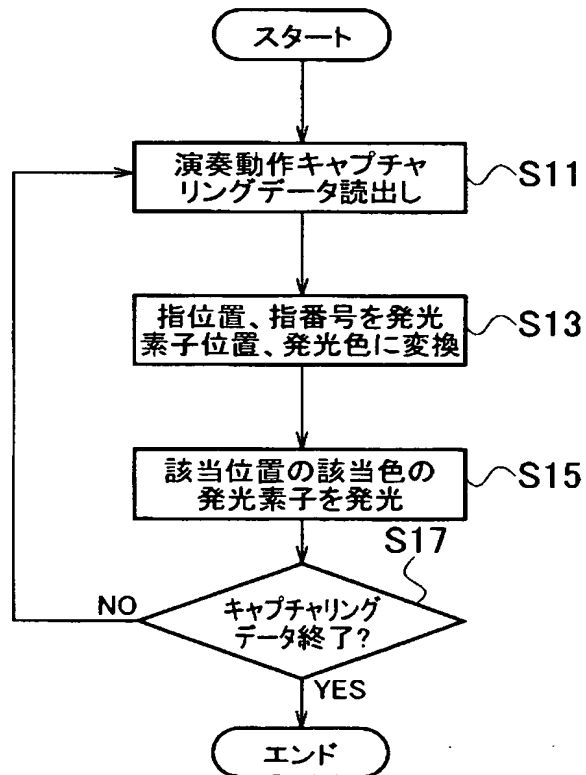 スタート
演奏動作キャプチャ
リングデータ読出し
S11
指位置、指番号を発光
素子位置、発光色に変換
S13
該当位置の該当色の
発光素子を発光
S15
S17
キャプチャリング
データ終了?
NO
YES
エンド